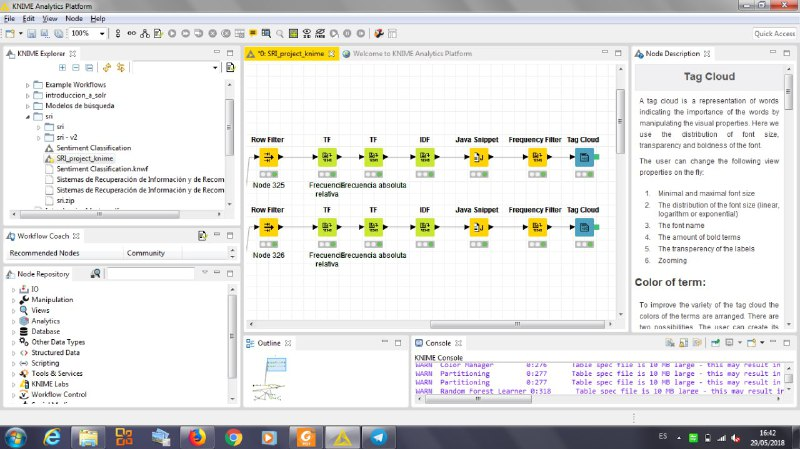 KNIME Analytics Platform
File Edit View Node Help
100%
Quick Access
KNIME Explorer
Example Workflows
introduccion_a_solr
Modelos de búsqueda
sri
sri
sri - v2
Sentiment Classification
SRI_project_knime
Sentiment Classification.knwf
Sistemas de Recuperación de Información y de Recom
Sistemas de Recuperación de Información y de Recom
sri.zip
Workflow Coach
Recommended Nodes Community
Node Repository
IO
Manipulation
Views
Analytics
Database
Other Data Types
Structured Data
Scripting
Tools & Services
KNIME Labs
Workflow Control
*0: SRI_project_knime
Welcome to KNIME Analytics Platform
Row Filter TF TF IDF Java Snippet Frequency Filter Tag Cloud
Node 325 Frecuencia relativa Frecuencia absoluta
Row Filter TF TF IDF Java Snippet Frequency Filter Tag Cloud
Node 326 Frecuencia relativa Frecuencia absoluta
Outline
Console
KNIME Console
WARN Color Manager 0:276 Table spec file is 10 MB large - this may result in
WARN Partitioning 0:277 Table spec file is 10 MB large - this may result in
WARN Partitioning 0:277 Table spec file is 10 MB large - this may result in
WARN Random Forest Learner 0:318 Table spec file is 10 MB large - this may result in
Node Description
Tag Cloud
A tag cloud is a representation of words
indicating the importance of the words by
manipulating the visual properties. Here we
use the distribution of font size,
transparency and boldness of the font.
The user can change the following view
properties on the fly:
1. Minimal and maximal font size
2. The distribution of the font size (linear,
logarithm or exponential)
3. The font name
4. The amount of bold terms
5. The transparency of the labels
6. Zooming
Color of term:
To improve the variety of the tag cloud the
colors of the terms are arranged. There are
two possibilities. The user can create its
ES
16:42
29/05/2018